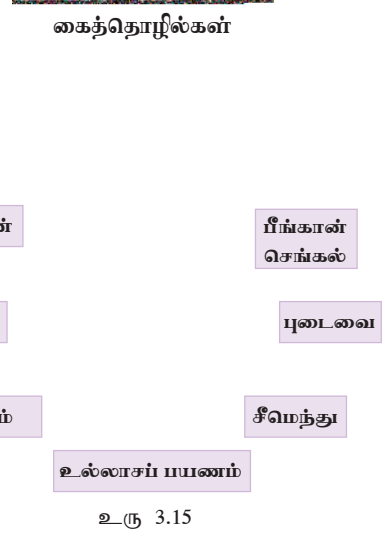 கைத்தொழில்கள்
பீங்கான்
செங்கல்
புடைவை
சீமெந்து
உல்லாசப் பயணம்
உரு 3.15